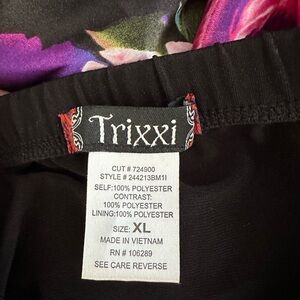 Trixxi
CUT # 724900
STYLE # 244213BM1I
SELF:100% POLYESTER
CONTRAST:
100% POLYESTER
LINING:100% POLYESTER
SIZE: XL
MADE IN VIETNAM
RN # 106289
SEE CARE REVERSE